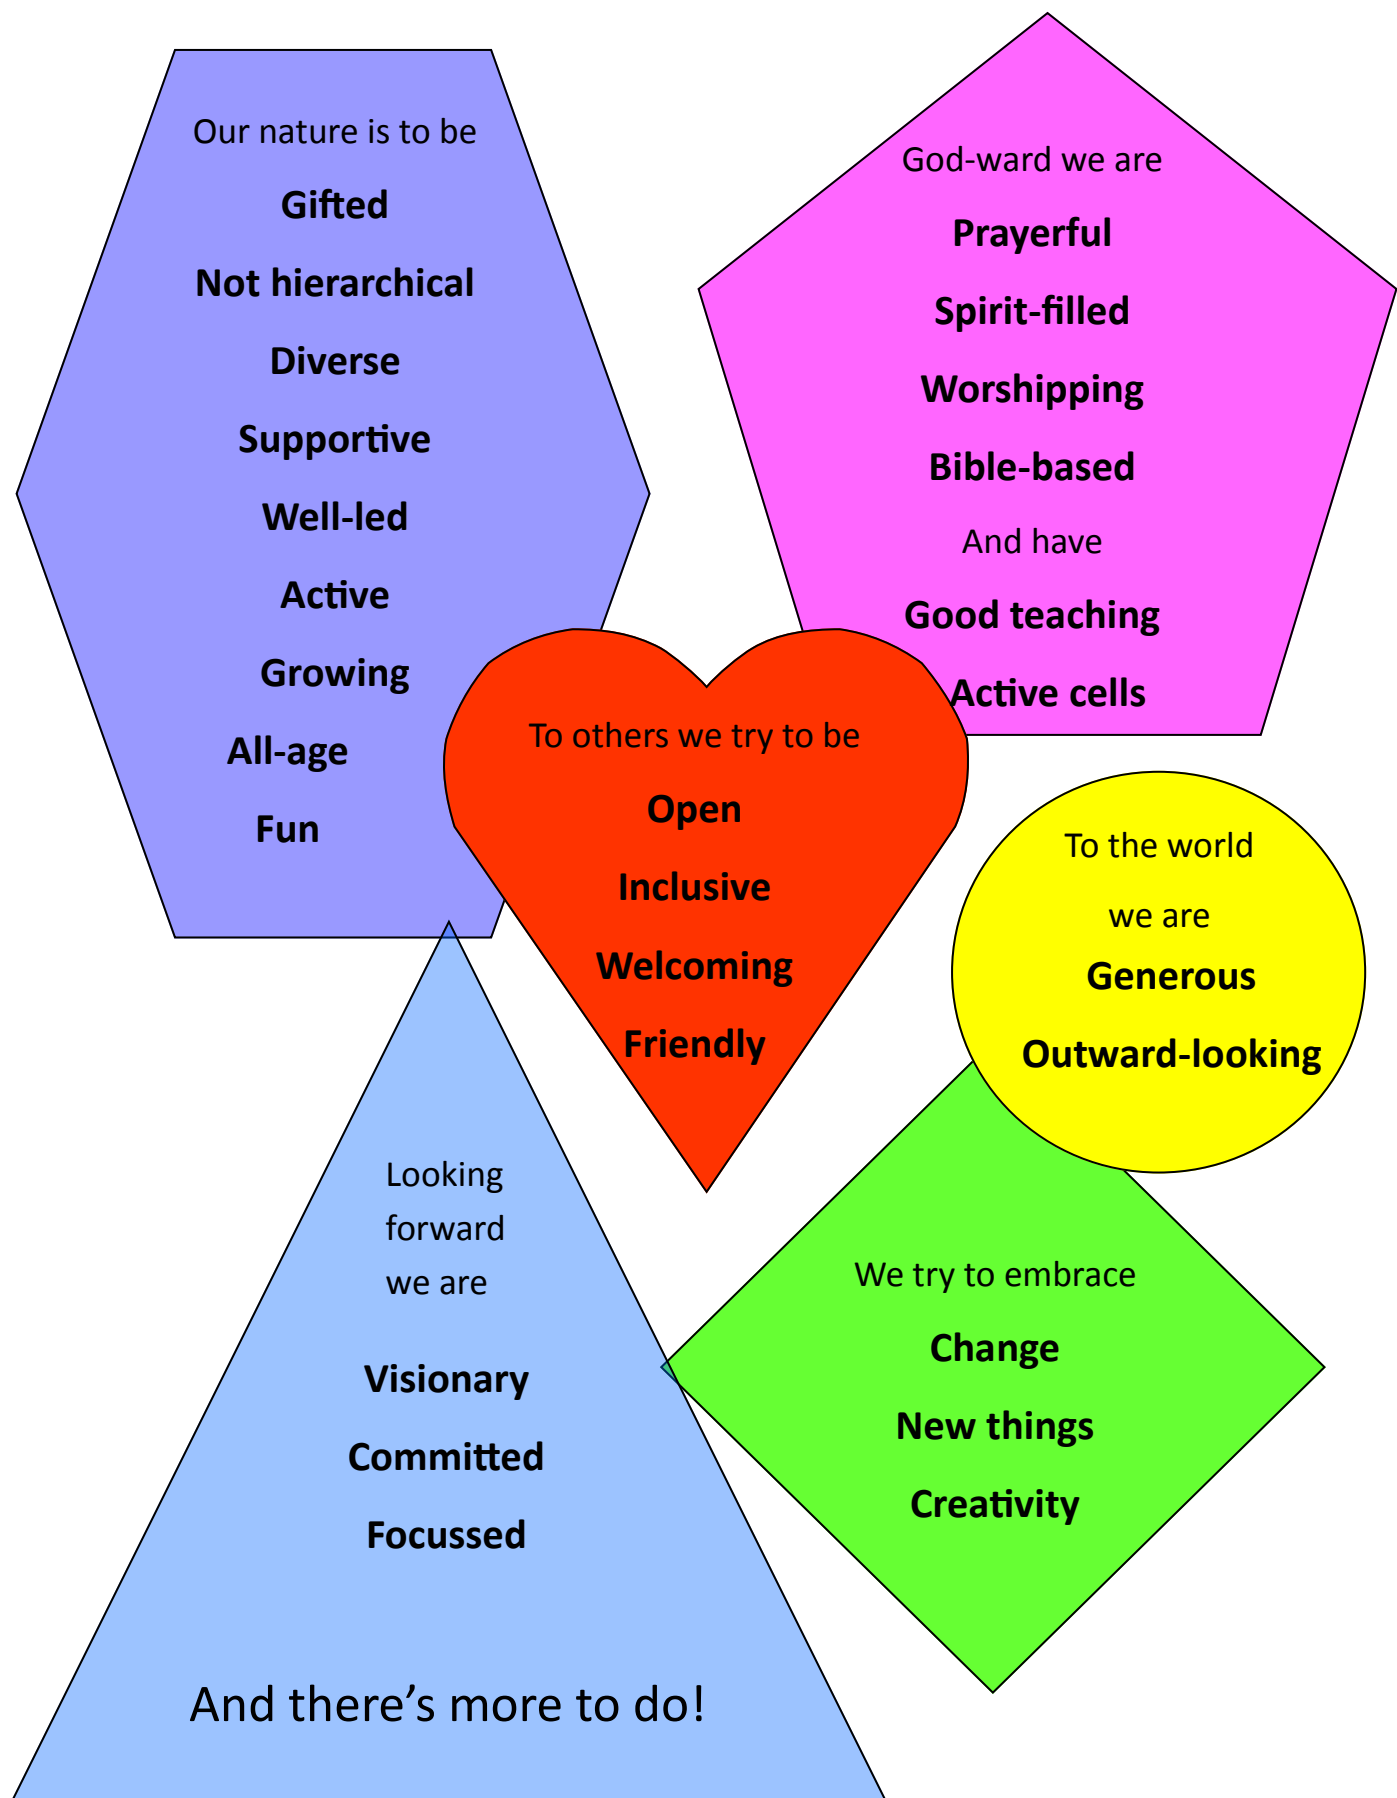 Our nature is to be
Gifted
Not hierarchical
Diverse
Supportive
Well-led
Active
Growing
All-age
Fun
God-ward we are
Prayerful
Spirit-filled
Worshipping
Bible-based
And have
Good teaching
Active cells
To others we try to be
Open
Inclusive
Welcoming
Friendly
To the world
we are
Generous
Outward-looking
Looking
forward
we are
Visionary
Committed
Focussed
And there’s more to do!
We try to embrace
Change
New things
Creativity